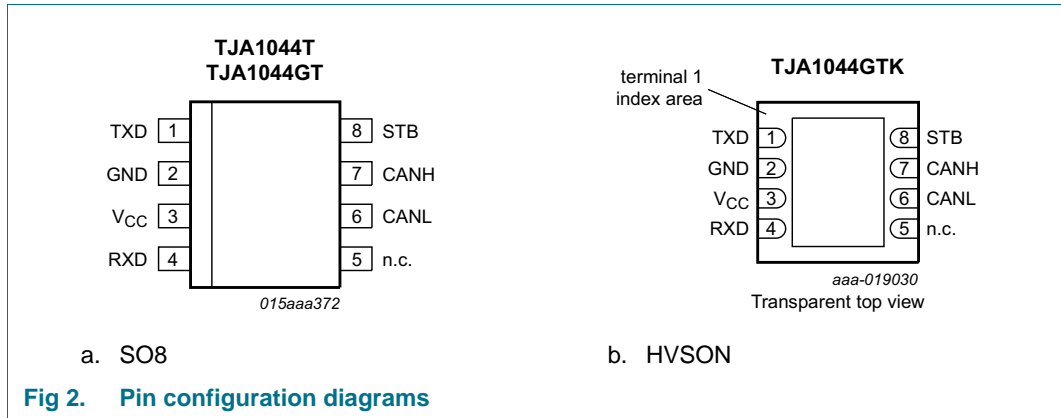 TJA1044T
TJA1044GT
TXD 1
GND 2
VCC 3
RXD 4
8 STB
7 CANH
6 CANL
5 n.c.
015aaa372
a. SO8
TJA1044GTK
terminal 1
index area
TXD 1
GND 2
VCC 3
RXD 4
8 STB
7 CANH
6 CANL
5 n.c.
aaa-019030
Transparent top view
b. HVSON
Fig 2. Pin configuration diagrams